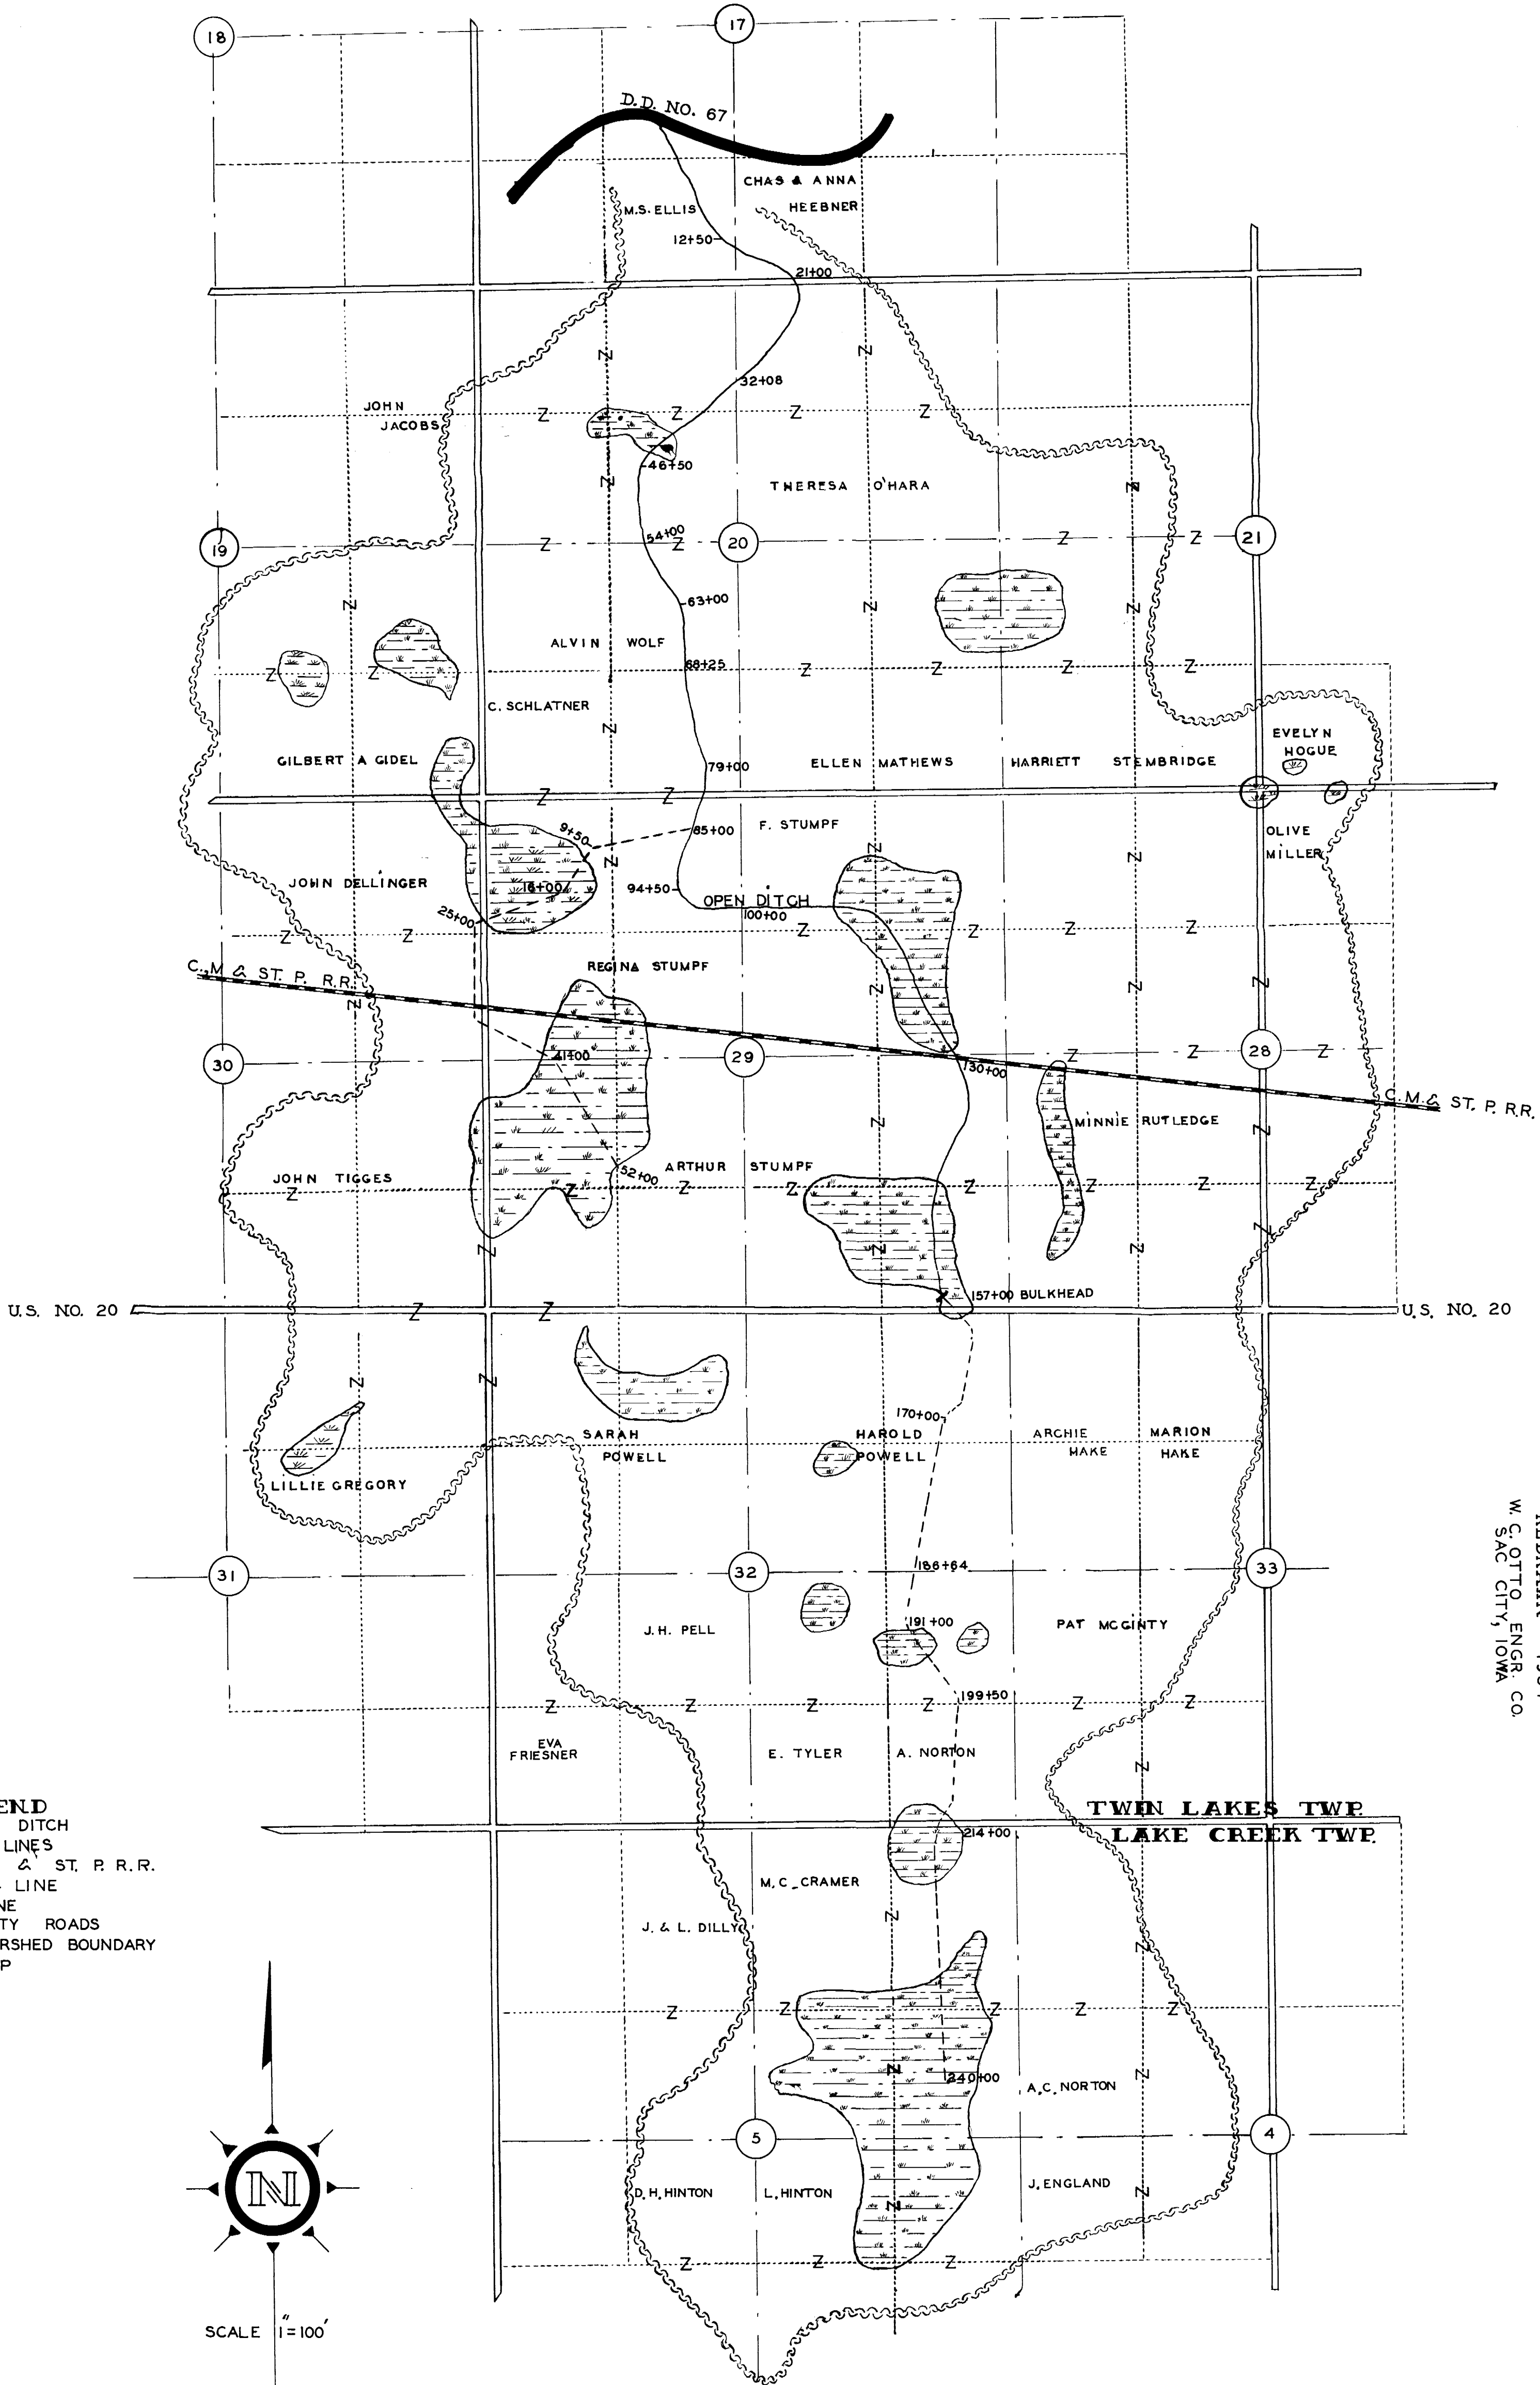 18
17
D.D. NO. 67
CHAS & ANNA
HEEBNER
M.S. ELLIS
12+50
21+00
32+08
JOHN
JACOBS
46+50
THERESA O'HARA
54+00
19
20
21
63+00
ALVIN WOLF
68+25
C. SCHLATNER
EVELYN
HOGUE
GILBERT A GIDEL
79+00
ELLEN MATHEWS
HARRIETT STEMBRIDGE
9+50
85+00
F. STUMPF
OLIVE
MILLER
JOHN DELLINGER
16+00
94+50
OPEN DITCH
100+00
25+00
REGINA STUMPF
C.M & ST. P. R.R.
41+00
30
29
28
130+00
C.M.& ST. P. R.R.
MINNIE RUTLEDGE
ARTHUR STUMPF
52+00
JOHN TIGGES
157+00 BULKHEAD
U.S. NO. 20
U.S. NO. 20
170+00
SARAH
POWELL
HAROLD
POWELL
ARCHIE
HAKE
MARION
HAKE
LILLIE GREGORY
W. C. OTTO ENGR. CO.
SAC CITY, IOWA
186+64
31
32
33
191+00
J.H. PELL
PAT MCGINTY
199+50
EVA
FRIESNER
E. TYLER
A. NORTON
TWIN LAKES TWP.
LAKE CREEK TWP.
214+00
DITCH
LINES
& ST. P. R.R.
LINE
ROADS
BOUNDARY
M.C. CRAMER
J. & L. DILLY
240+00
A.C. NORTON
5
4
D.H. HINTON
L. HINTON
J. ENGLAND
N
SCALE 1"=100'